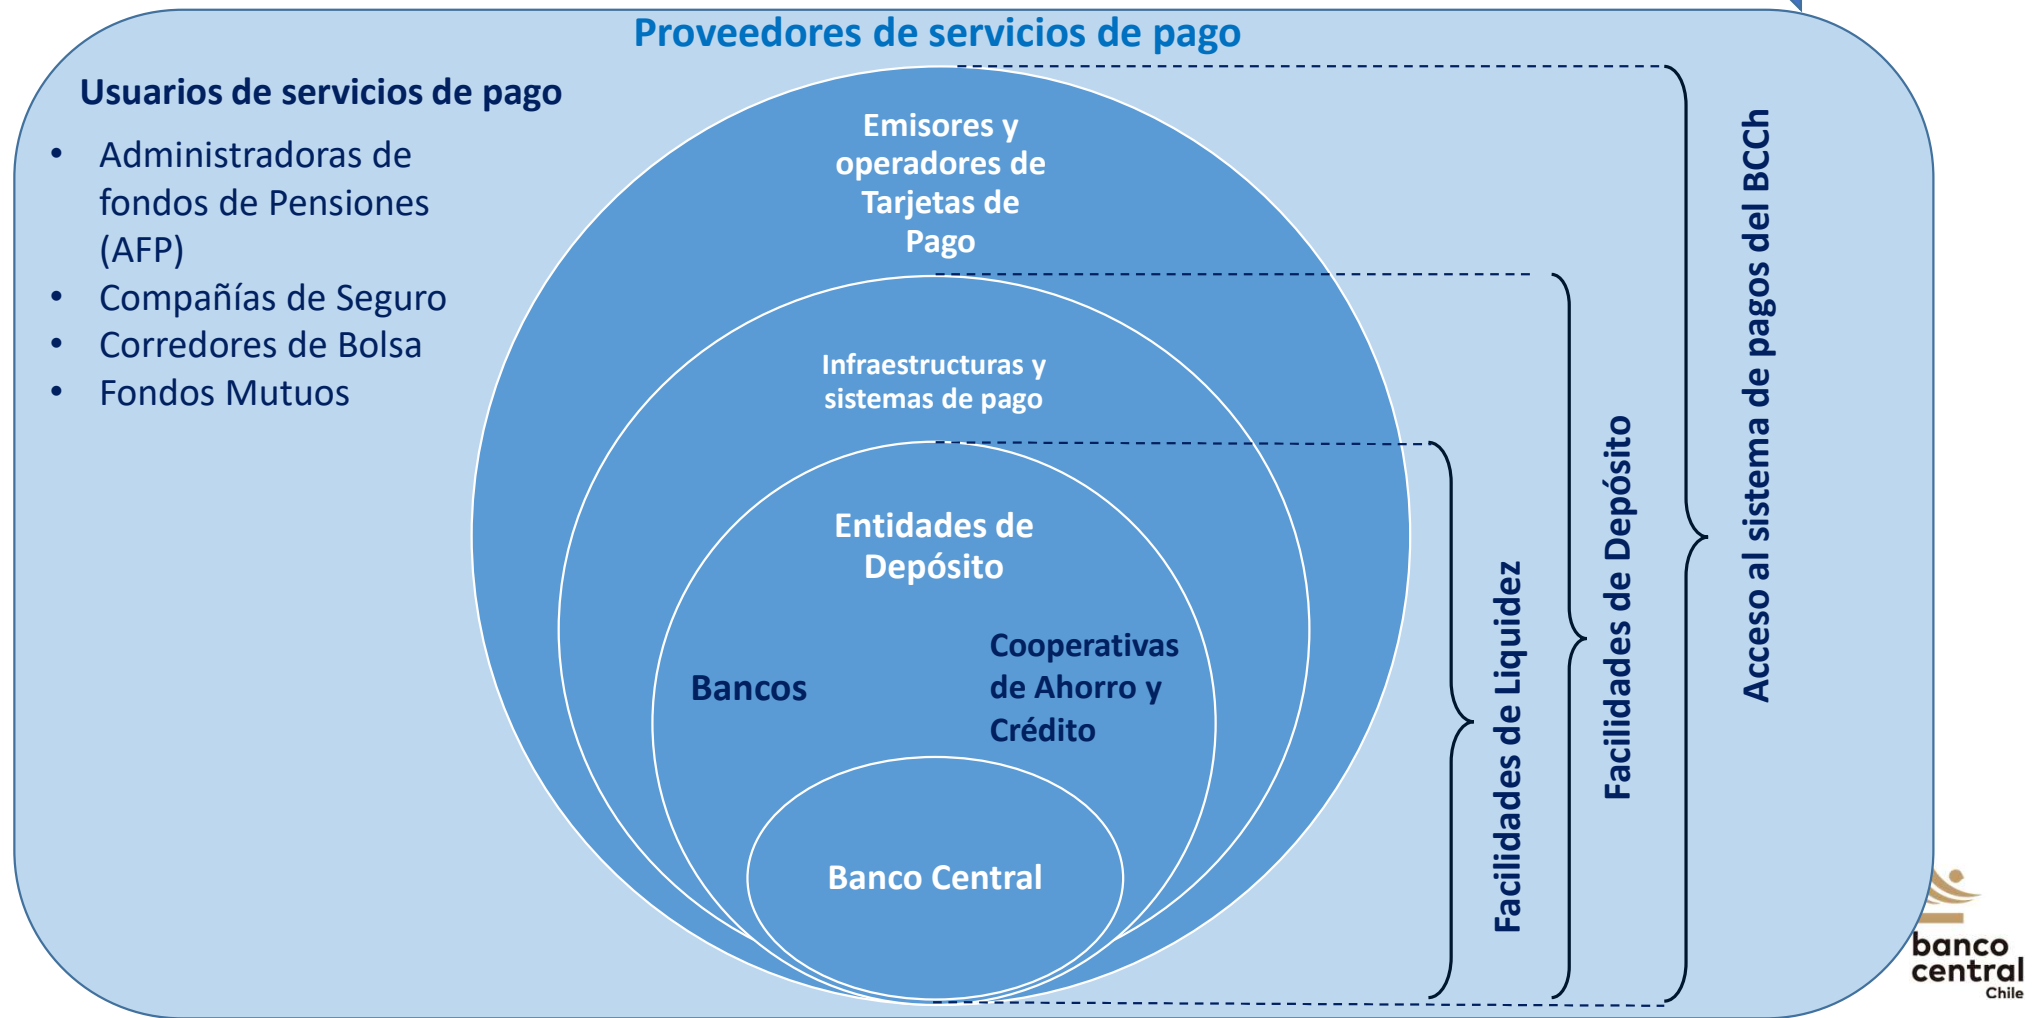 Proveedores de servicios de pago
Usuarios de servicios de pago
• Administradoras de
fondos de Pensiones
(AFP)
• Compañías de Seguro
• Corredores de Bolsa
• Fondos Mutuos
Emisores y
operadores de
Tarjetas de
Pago
Infraestructuras y
sistemas de pago
Entidades de
Depósito
Bancos
Cooperativas
de Ahorro y
Crédito
Banco Central
Facilidades de Liquidez
Facilidades de Depósito
Acceso al sistema de pagos del BCCh
banco
central
Chile